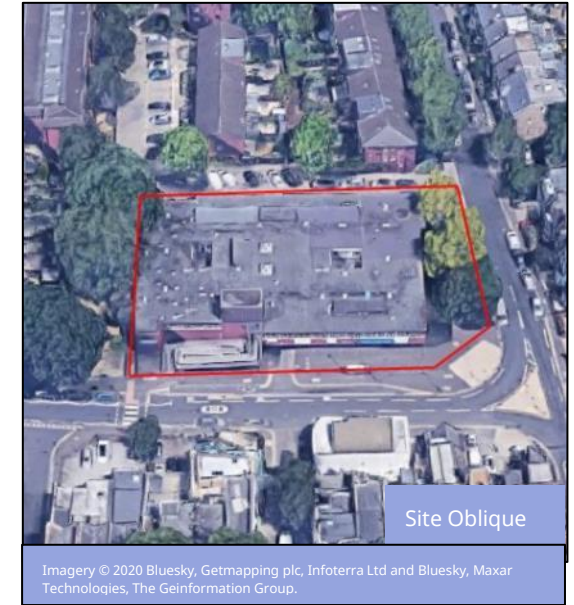 Site Oblique
Imagery © 2020 Bluesky, Getmapping plc, Infoterra Ltd and Bluesky, Maxar
Technologies, The Geinformation Group.